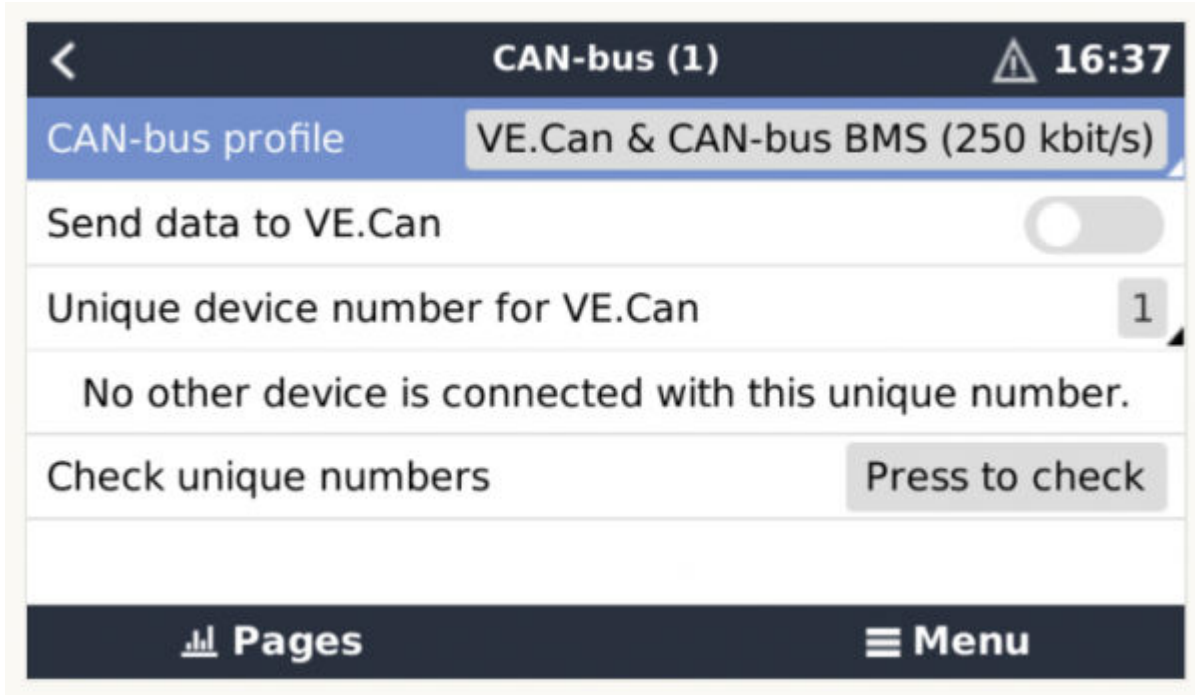 CAN-bus (1) 16:37
CAN-bus profile VE.Can & CAN-bus BMS (250 kbit/s)
Send data to VE.Can
Unique device number for VE.Can 1
No other device is connected with this unique number.
Check unique numbers Press to check
Pages Menu